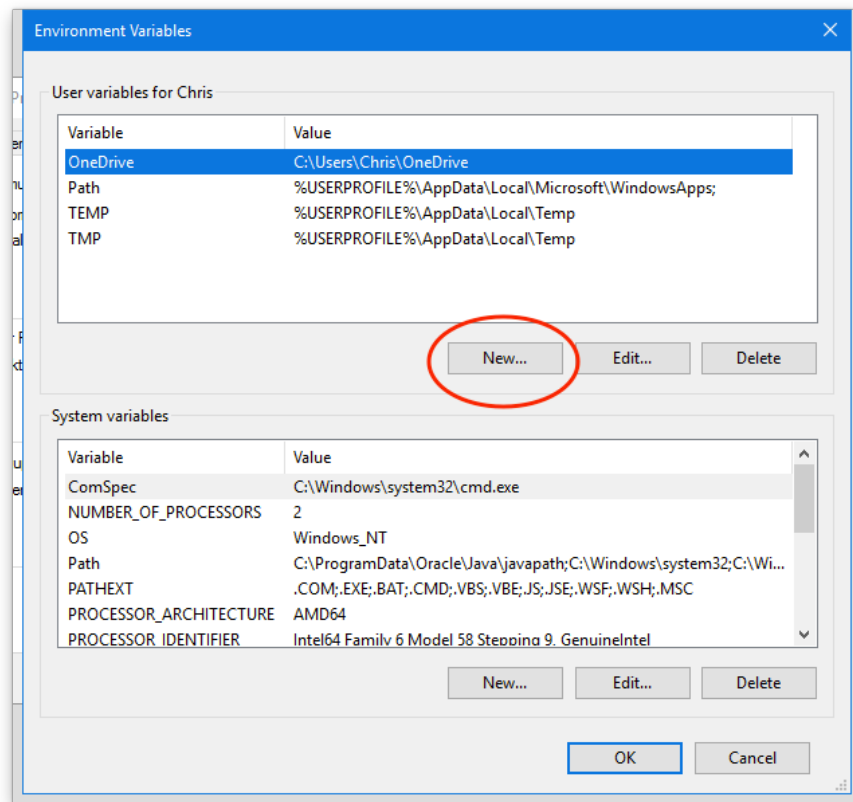 Environment Variables
User variables for Chris
Variable Value
OneDrive C:\Users\Chris\OneDrive
Path %USERPROFILE%\AppData\Local\Microsoft\WindowsApps;
TEMP %USERPROFILE%\AppData\Local\Temp
TMP %USERPROFILE%\AppData\Local\Temp
New... Edit... Delete
System variables
Variable Value
ComSpec C:\Windows\system32\cmd.exe
NUMBER_OF_PROCESSORS 2
OS Windows_NT
Path C:\ProgramData\Oracle\Java\javapath;C:\Windows\system32;C:\Wi...
PATHEXT .COM;.EXE;.BAT;.CMD;.VBS;.VBE;.JS;.JSE;.WSF;.WSH;.MSC
PROCESSOR_ARCHITECTURE AMD64
PROCESSOR_IDENTIFIER Intel64 Family 6 Model 58 Stepping 9, GenuineIntel
New... Edit... Delete
OK Cancel